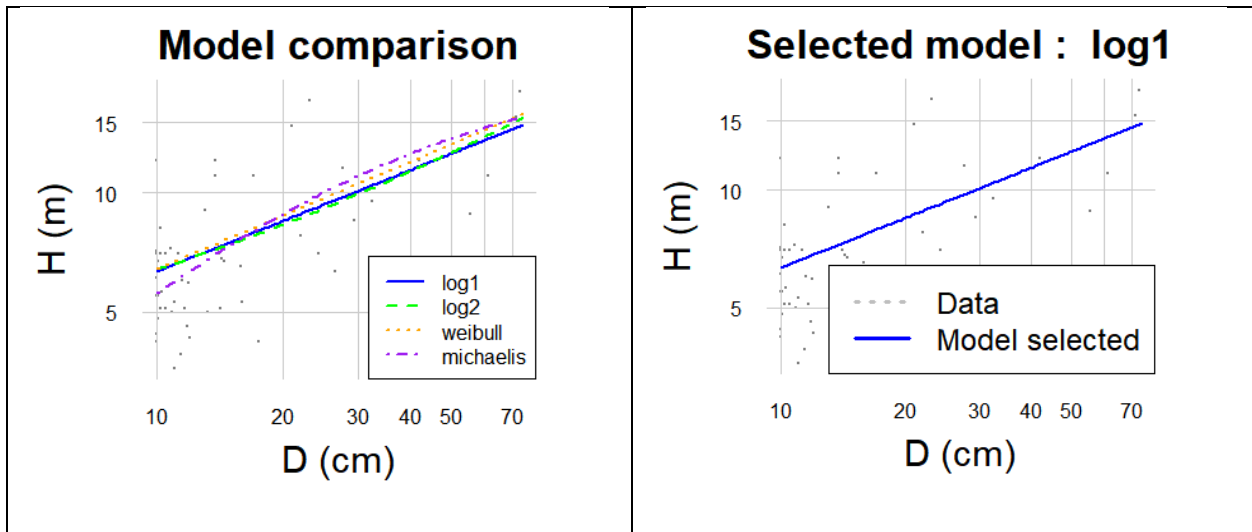 Model comparison
H (m)
15
10
5
log1
log2
weibull
michaelis
10 20 30 40 50 70
D (cm)
Selected model : log1
H (m)
15
10
5
Data
Model selected
10 20 30 40 50 70
D (cm)